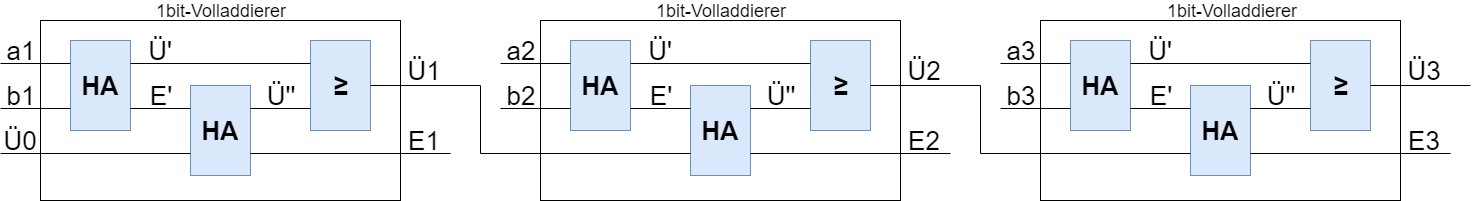 1bit-Volladdierer
a1
Ü'
HA
≥
Ü1
b1
E'
Ü"
HA
Ü0
E1
1bit-Volladdierer
a2
Ü'
HA
≥
Ü2
b2
E'
Ü"
HA
E2
1bit-Volladdierer
a3
Ü'
HA
≥
Ü3
b3
E'
Ü"
HA
E3